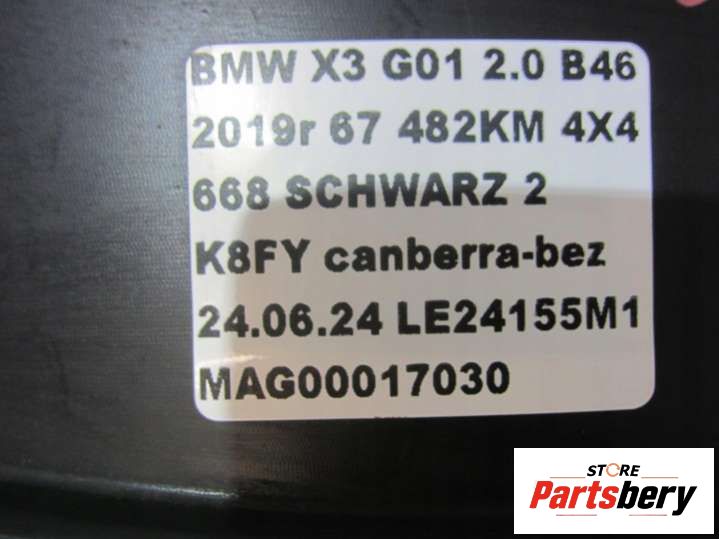 BMW X3 G01 2.0 B46
2019r 67 482KM 4X4
668 SCHWARZ 2
K8FY canberra-bez
24.06.24 LE24155M1
MAG00017030
STORE
Partsbery